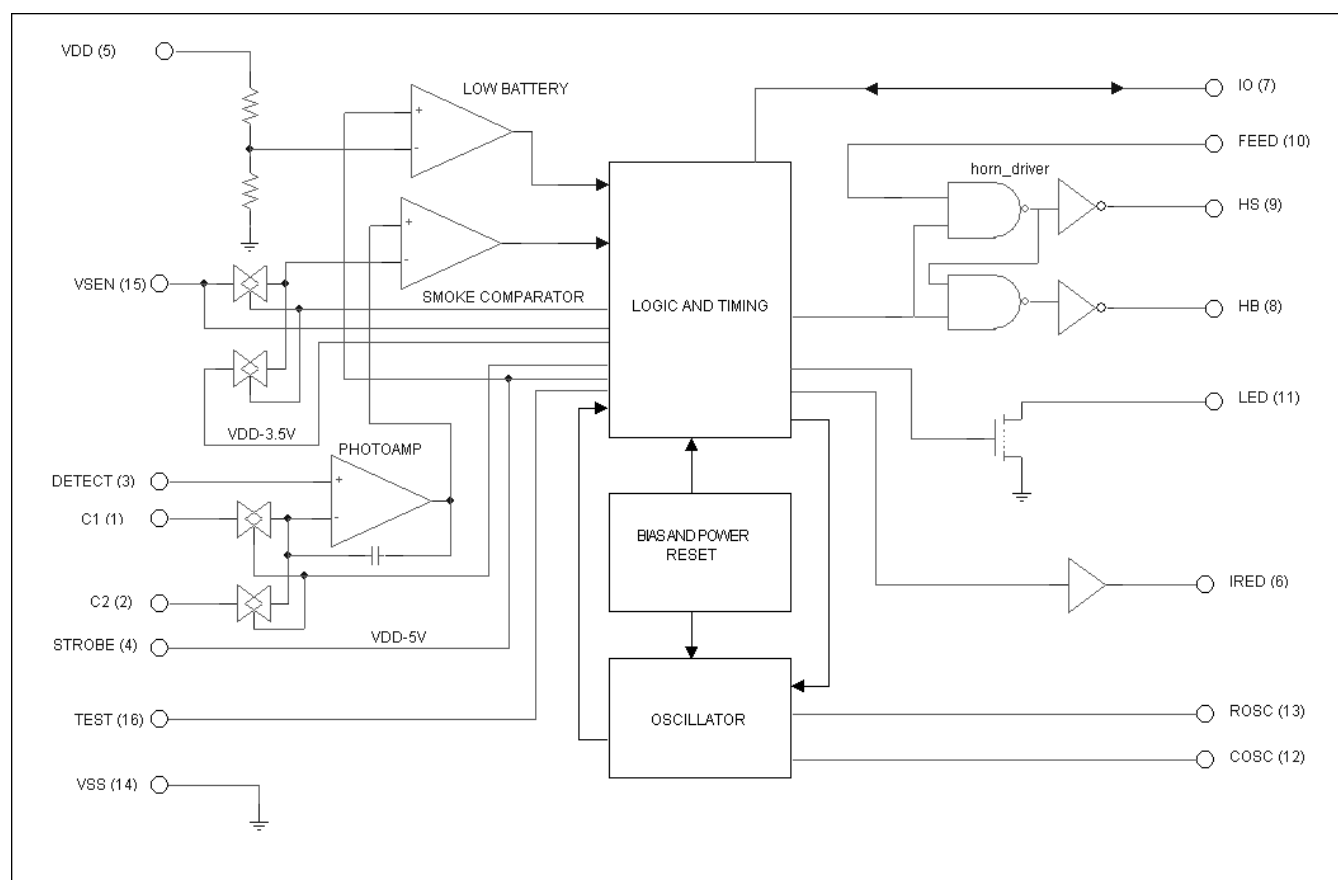 VDD (5)
LOW BATTERY
+
-
IO (7)
FEED (10)
horn_driver
HS (9)
+
-
VSEN (15)
SMOKE COMPARATOR
LOGIC AND TIMING
HB (8)
LED (11)
VDD-3.5V
PHOTOAMP
DETECT (3)
+
C1 (1)
-
BIAS AND POWER
RESET
IRED (6)
C2 (2)
VDD-5V
STROBE (4)
ROSC (13)
TEST (16)
OSCILLATOR
COSC (12)
VSS (14)